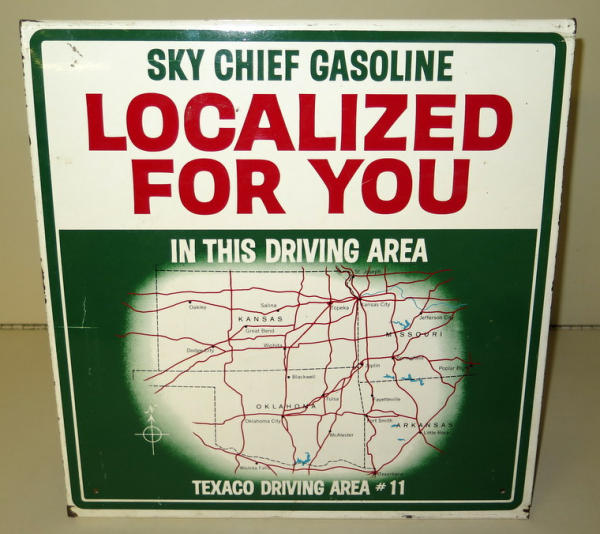 SKY CHIEF GASOLINE
LOCALIZED
FOR YOU
IN THIS DRIVING AREA
St. Joseph
Oakley
Salina
Topeka
Kansas City
KANSAS
Jefferson City
Great Bend
MISSOURI
Dodge City
Wichita
Joplin
Poplar Bluff
Blackwell
Tulsa
Fayetteville
OKLAHOMA
Oklahoma City
Fort Smith
ARKANSAS
Little Rock
McAlester
N
Wichita Falls
Texarkana
TEXACO DRIVING AREA #11